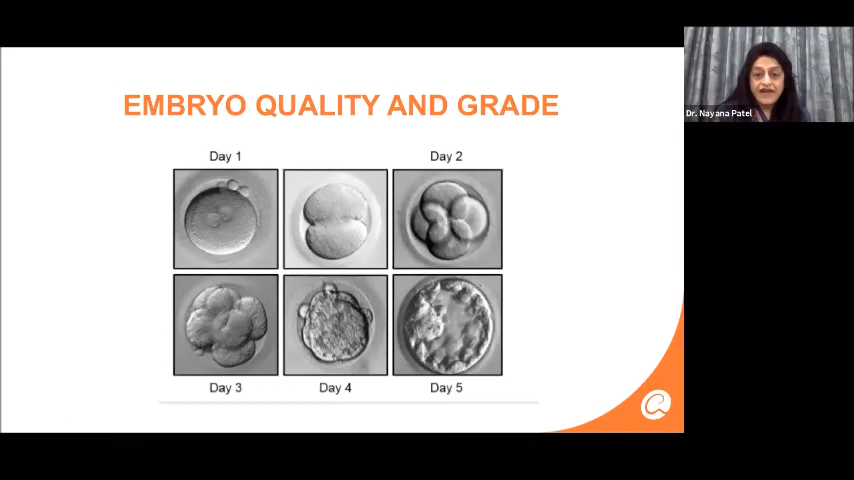 EMBRYO QUALITY AND GRADE
Day 1
Day 2
Day 3
Day 4
Day 5
Dr. Nayana Patel